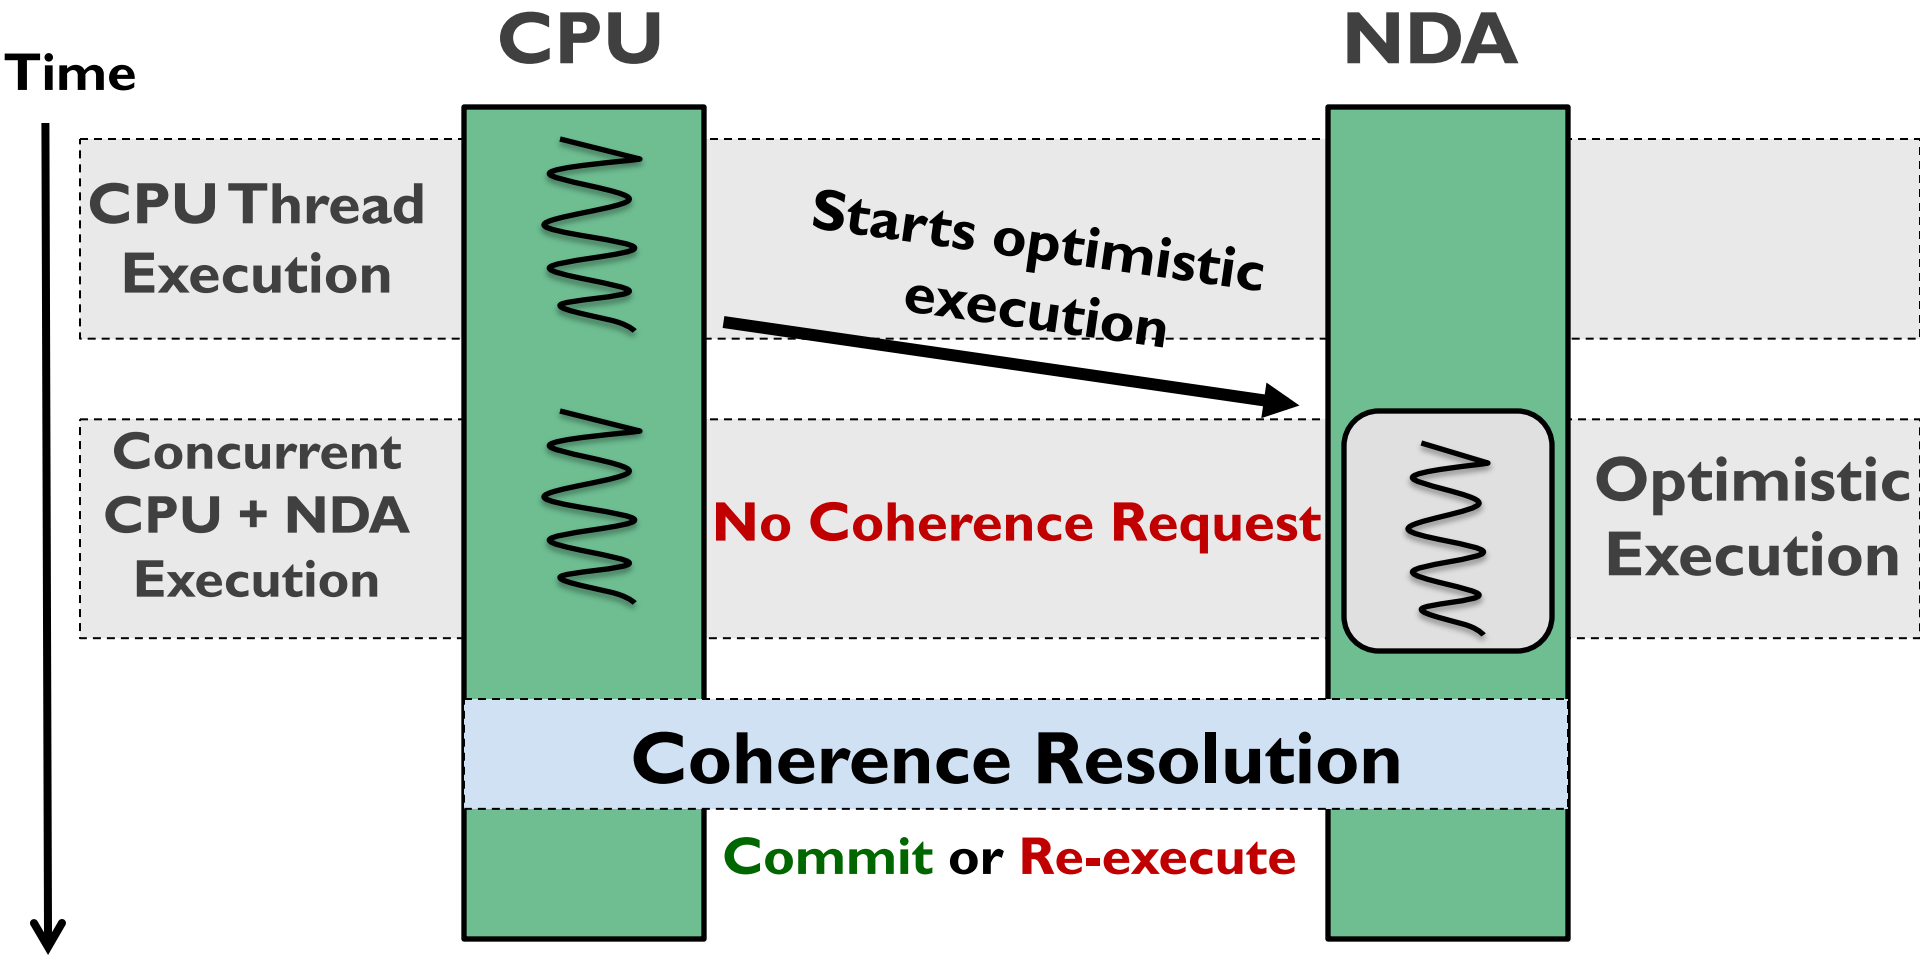 CPU
NDA
Time
CPU Thread
Execution
Starts optimistic
execution
Concurrent
CPU + NDA
Execution
No Coherence Request
Optimistic
Execution
Coherence Resolution
Commit or Re-execute